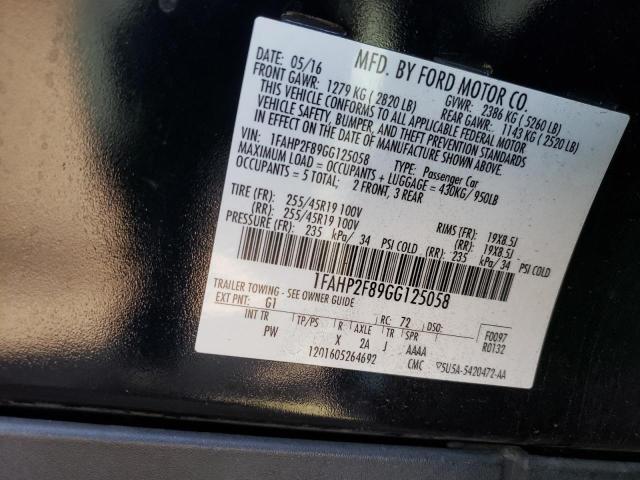 MFD. BY FORD MOTOR CO.
DATE: 05/16
GVWR: 2386 KG (5260 LB)
FRONT GAWR: 1279 KG (2820 LB)
REAR GAWR: 1143 KG (2520 LB)
THIS VEHICLE CONFORMS TO ALL APPLICABLE FEDERAL MOTOR
VEHICLE SAFETY, BUMPER, AND THEFT PREVENTION STANDARDS
IN EFFECT ON THE DATE OF MANUFACTURE SHOWN ABOVE.
VIN: 1FAHP2F89GG125058
TYPE: Passenger Car
MAXIMUM LOAD = OCCUPANTS + LUGGAGE = 430KG/950LB
OCCUPANTS: 5 TOTAL; 2 FRONT, 3 REAR
TIRE (FR): 255/45R19 100V RIMS (FR): 19X8.5J
(RR): 255/45R19 100V (RR): 19X8.5J
PRESSURE (FR): 235 kPa/ 34 PSI COLD (RR): 235 kPa/ 34 PSI COLD
1FAHP2F89GG125058
TRAILER TOWING - SEE OWNER GUIDE
EXT PNT: G1 RC: 72 DSO:
INT TR TP/PS R AXLE TR SPR
PW X 2A J AAAA
F0097
R0132
1201605264692 CMC 5U5A-5420472-AA